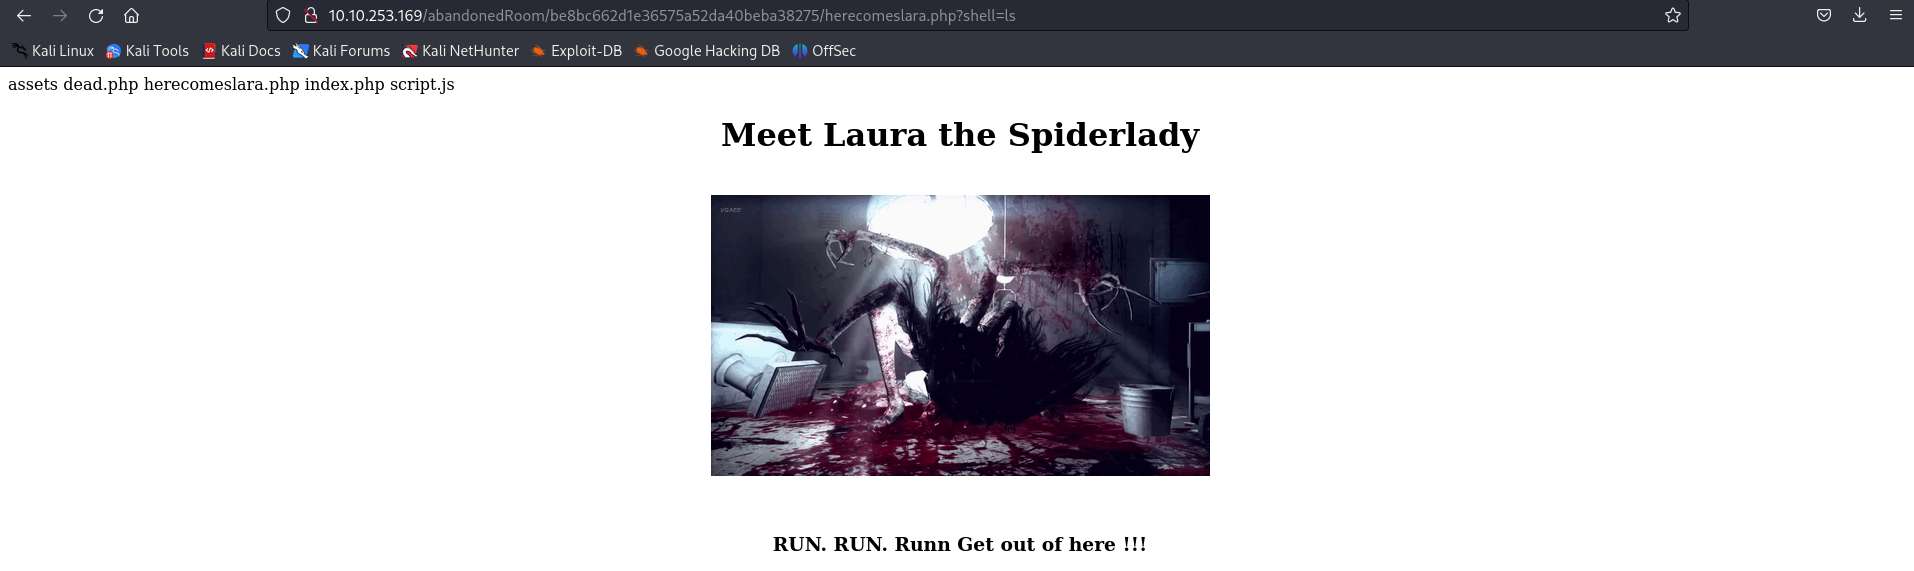 10.10.253.169/abandonedRoom/be8bc662d1e36575a52da40beba38275/herecomeslara.php?shell=ls
Kali Linux Kali Tools Kali Docs Kali Forums Kali NetHunter Exploit-DB Google Hacking DB OffSec
assets dead.php herecomeslara.php index.php script.js
Meet Laura the Spiderlady
VGAEE
RUN. RUN. Runn Get out of here !!!